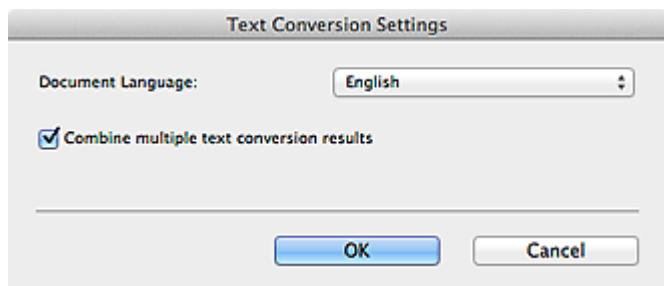 Text Conversion Settings
Document Language: English
Combine multiple text conversion results
OK Cancel